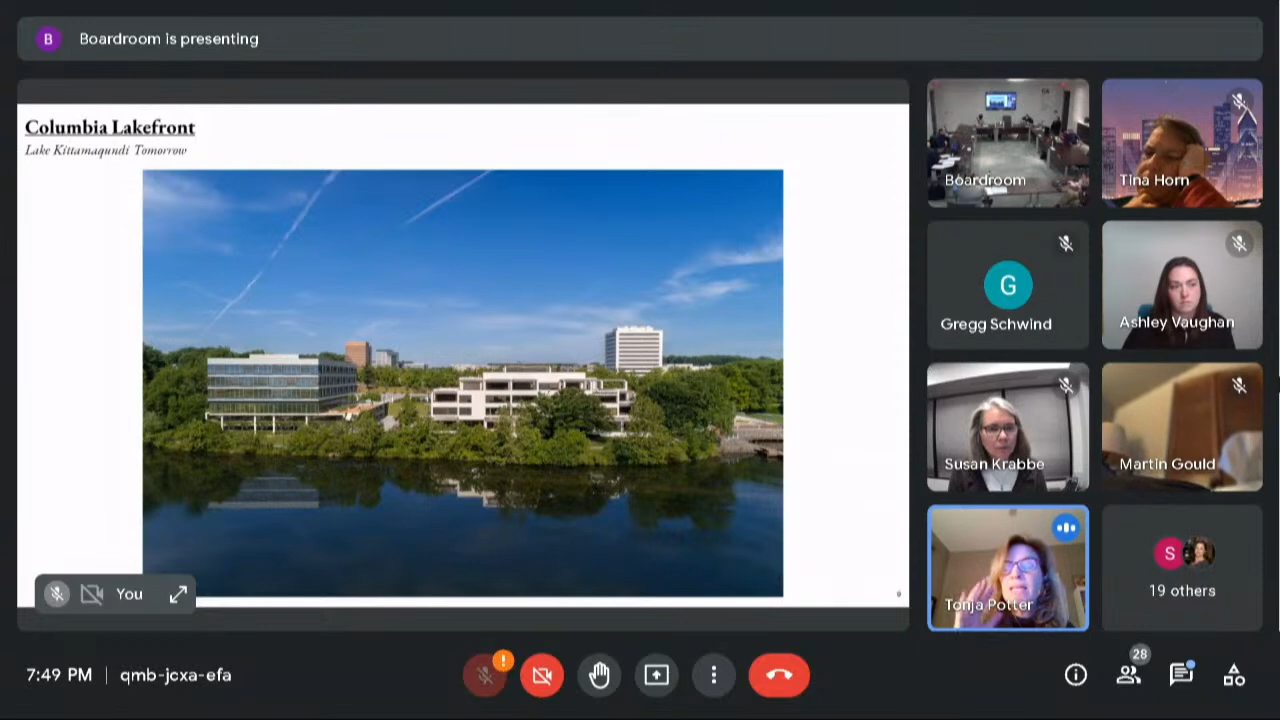 B Boardroom is presenting
Columbia Lakefront
Lake Kittamaqundi Tomorrow
9
You
Boardroom
Tina Horn
G
Gregg Schwind
Ashley Vaughan
Susan Krabbe
Martin Gould
Tonja Potter
S
19 others
7:49 PM | qmb-jcxa-efa
!
28